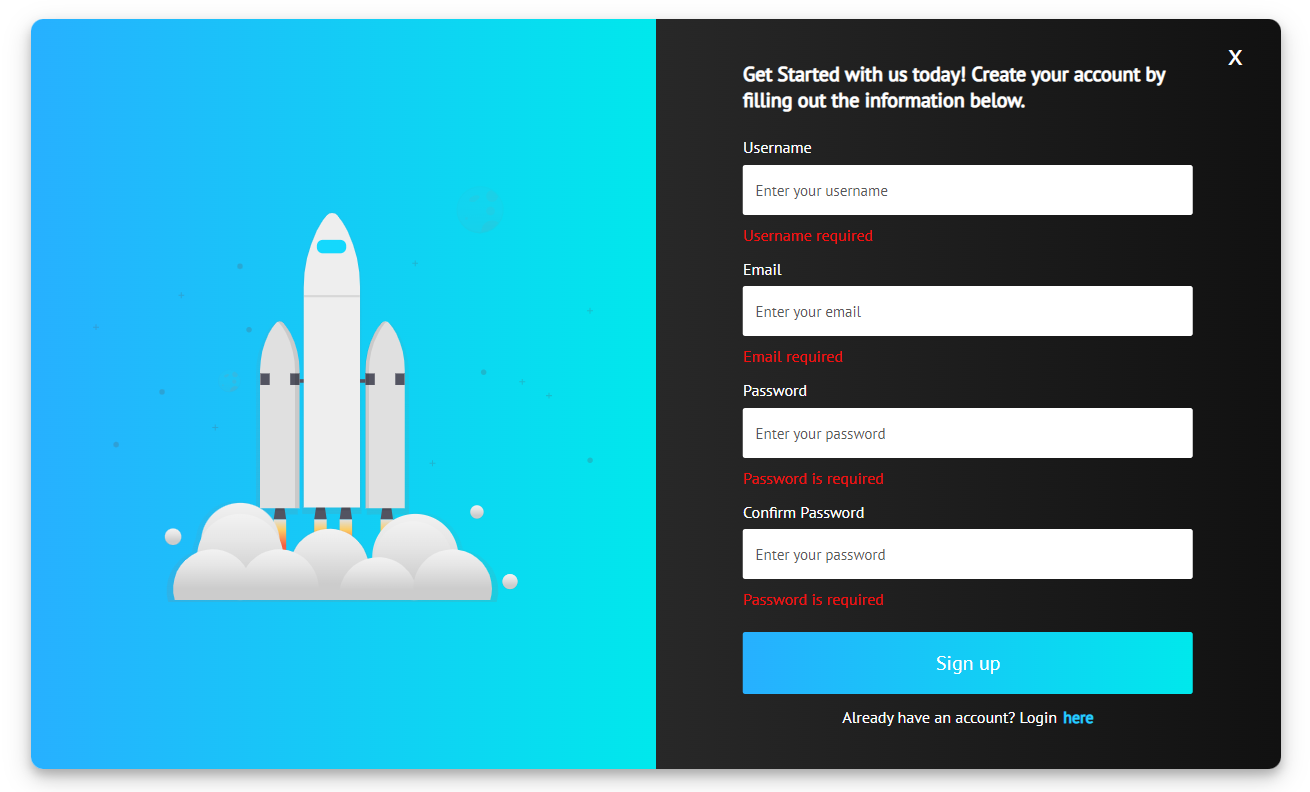 X
Get Started with us today! Create your account by
filling out the information below.
Username
Enter your username
Username required
Email
Enter your email
Email required
Password
Enter your password
Password is required
Confirm Password
Enter your password
Password is required
Sign up
Already have an account? Login here